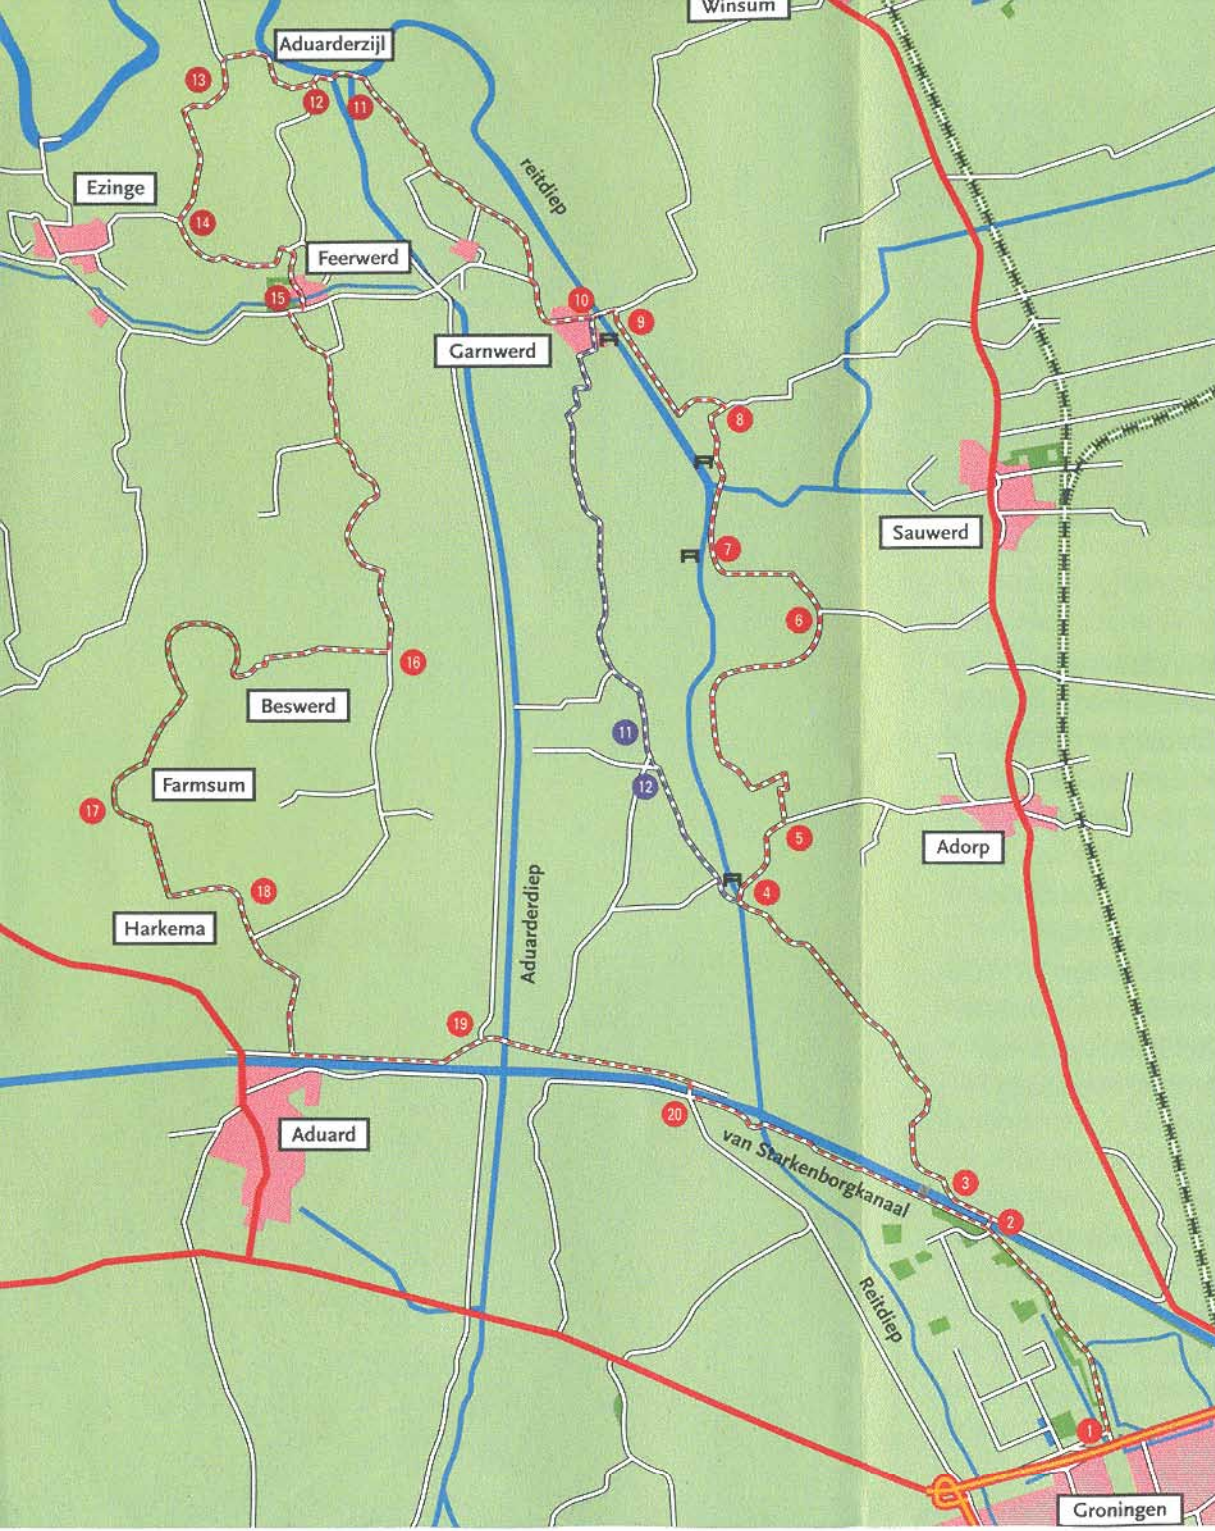 Winsum
Aduarderzijl
13
12
11
reitdiep
Ezinge
14
Feerwerd
15
10
9
Garnwerd
8
Sauwerd
7
6
16
Beswerd
11
Farmsum
12
17
5
Adorp
4
18
Harkema
Aduarderdiep
19
20
Aduard
van Starkenborgkanaal
3
2
Reitdiep
1
Groningen